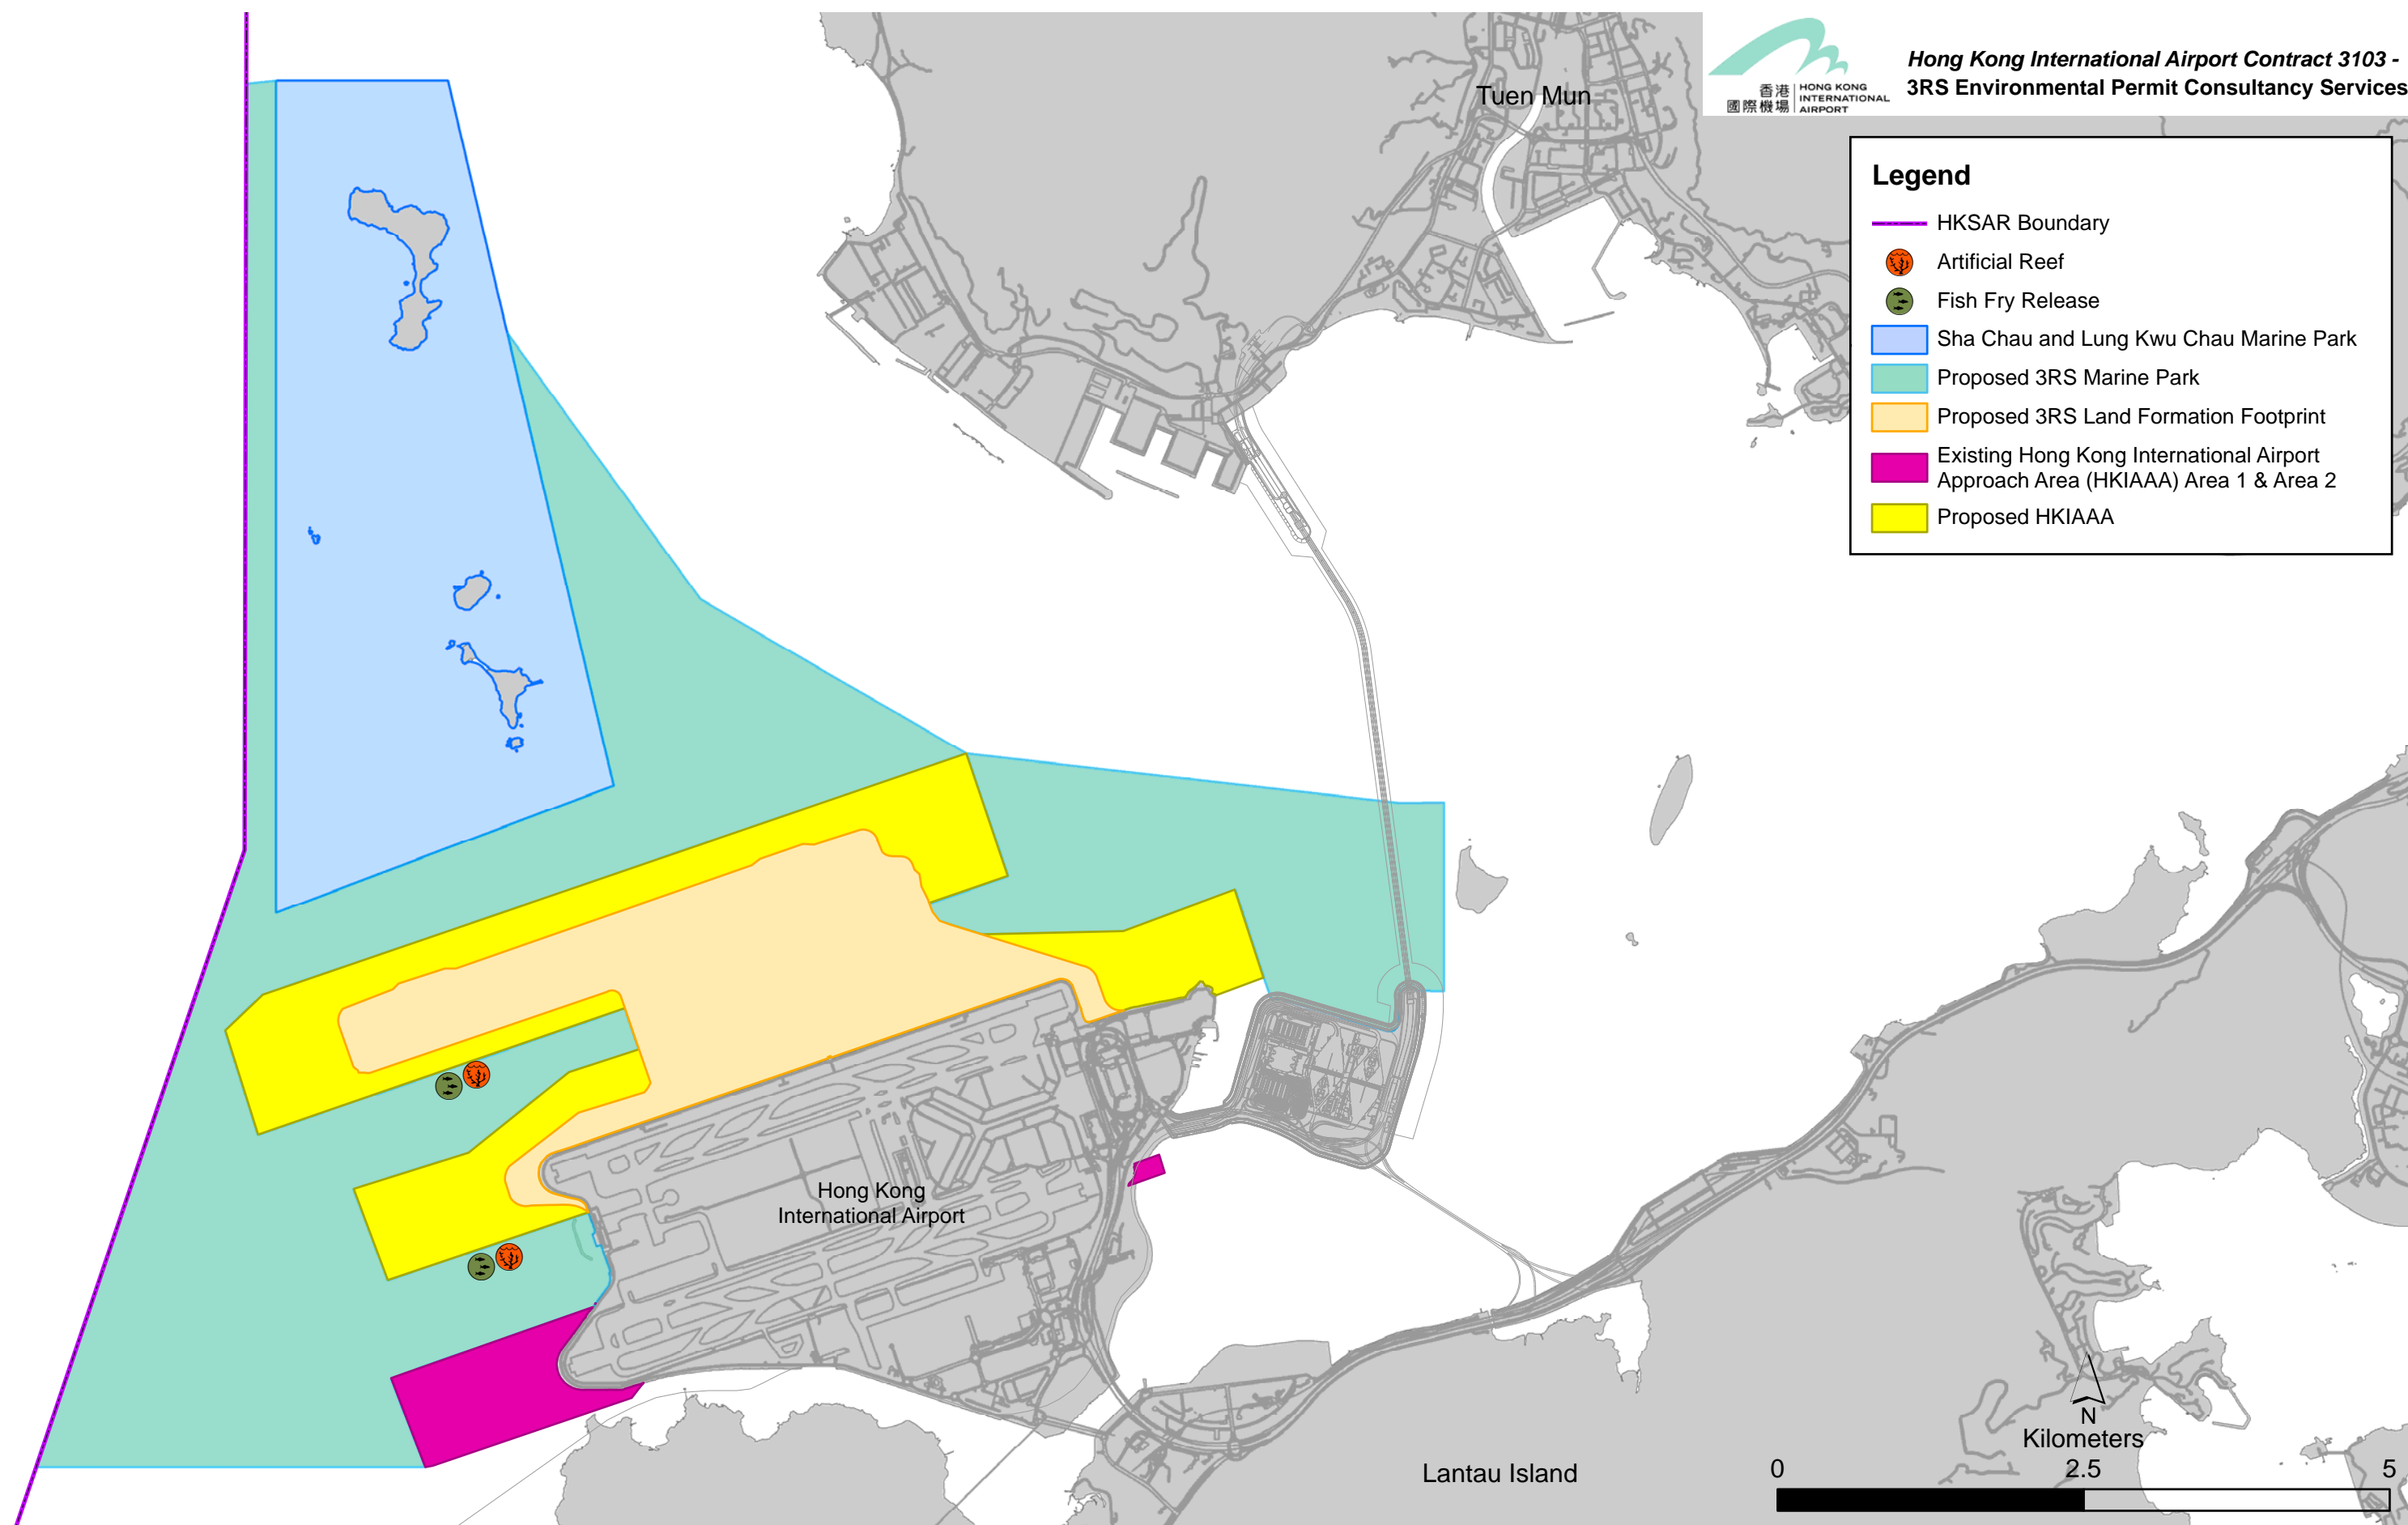 Tuen Mun
香港
國際機場
HONG KONG
INTERNATIONAL
AIRPORT
Hong Kong International Airport Contract 3103 -
3RS Environmental Permit Consultancy Services
Legend
HKSAR Boundary
Artificial Reef
Fish Fry Release
Sha Chau and Lung Kwu Chau Marine Park
Proposed 3RS Marine Park
Proposed 3RS Land Formation Footprint
Existing Hong Kong International Airport
Approach Area (HKIAAA) Area 1 & Area 2
Proposed HKIAAA
Hong Kong
International Airport
Lantau Island
N
Kilometers
0 2.5 5